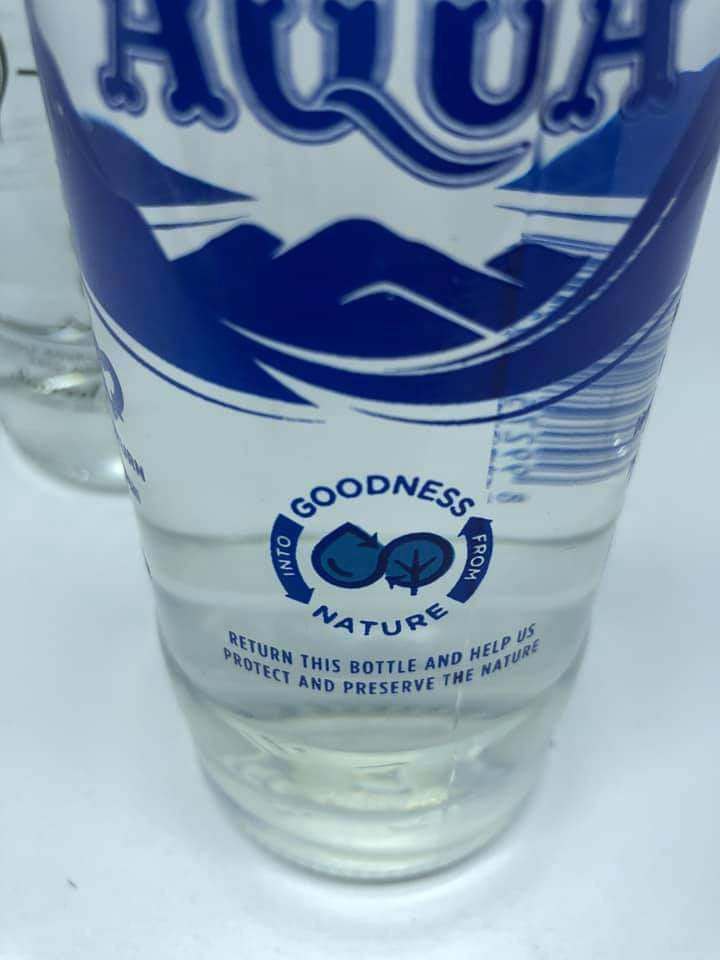 AQUA
GOODNESS
FROM
NATURE
INTO
RETURN THIS BOTTLE AND HELP US
PROTECT AND PRESERVE THE NATURE